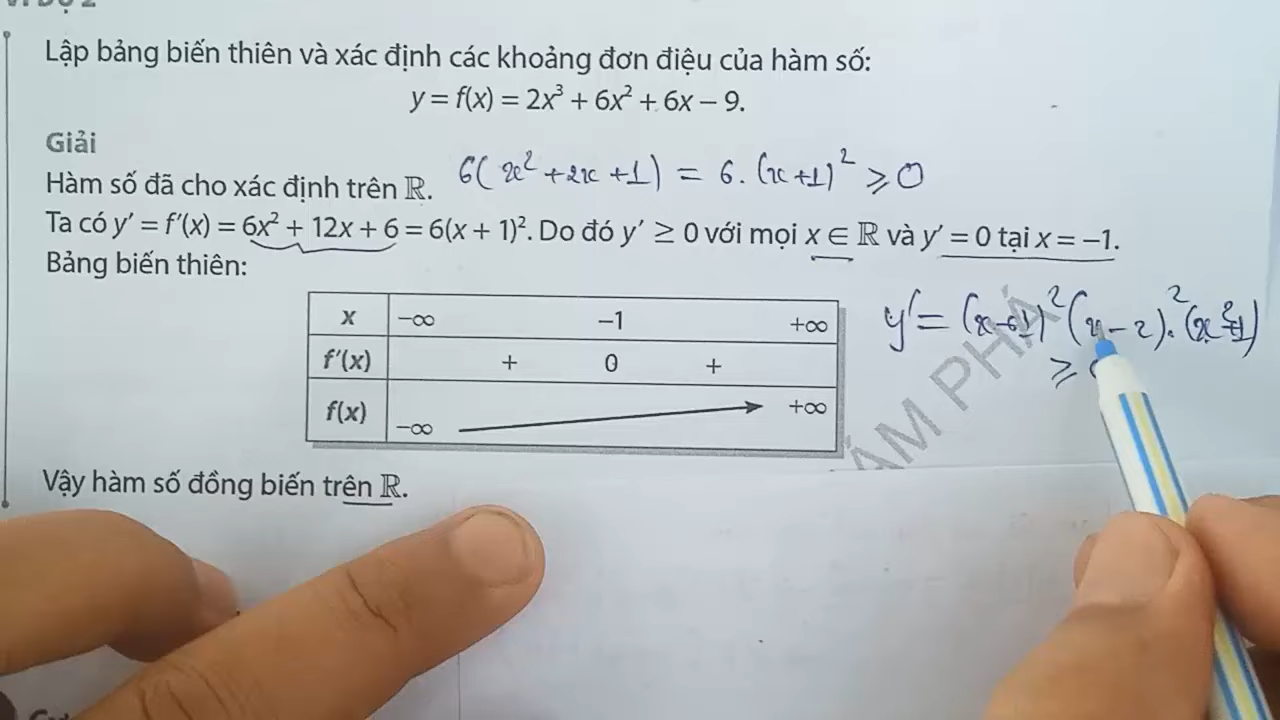 Lập bảng biến thiên và xác định các khoảng đơn điệu của hàm số:
y = f(x) = 2x³ + 6x² + 6x – 9.
Giải
6(x² + 2x + 1) = 6.(x + 1)² ≥ 0
Hàm số đã cho xác định trên ℝ.
Ta có y′ = f′(x) = 6x² + 12x + 6 = 6(x + 1)². Do đó y′ ≥ 0 với mọi x ∈ ℝ và y′ = 0 tại x = –1.
Bảng biến thiên:
x –∞ –1 +∞
f′(x) + 0 +
f(x) –∞ +∞
≥
ÁM PHÁ
Vậy hàm số đồng biến trên ℝ.